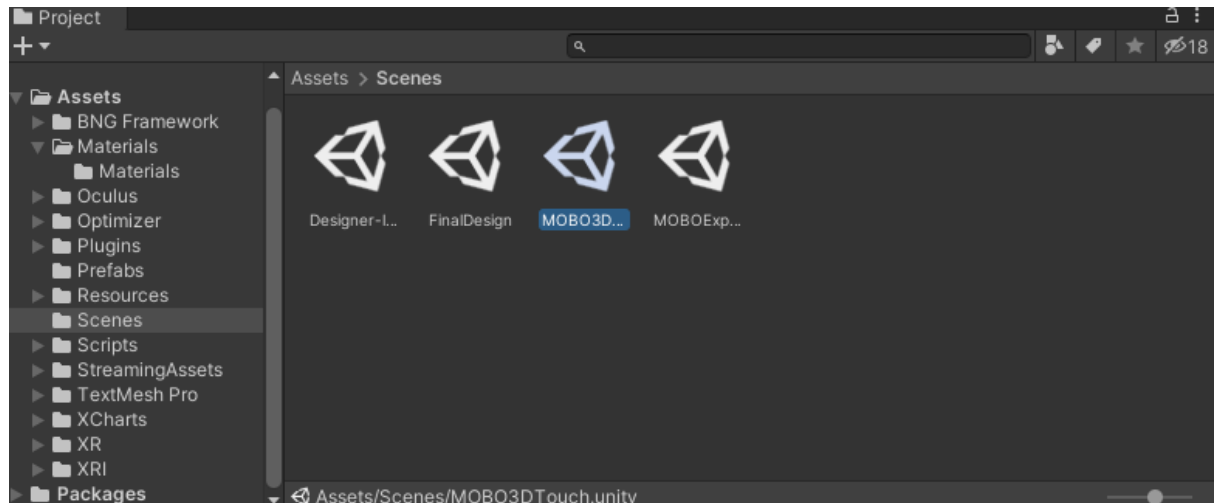 Project
18
Assets > Scenes
Assets
BNG Framework
Materials
Materials
Oculus
Optimizer
Plugins
Prefabs
Resources
Scenes
Scripts
StreamingAssets
TextMesh Pro
XCharts
XR
XRI
Packages
Designer-I... FinalDesign MOBO3D... MOBOExp...
Assets/Scenes/MOBO3DTouch.unity